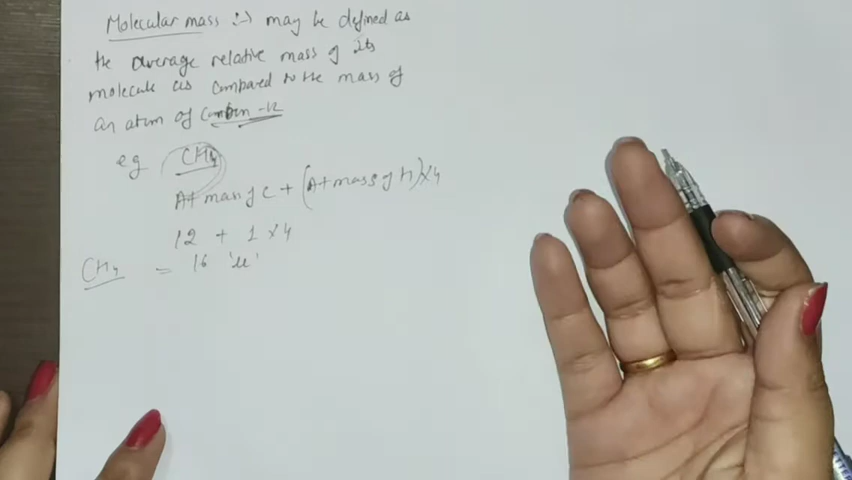 Molecular mass :-) may be defined as
the average relative mass of its
molecule as compared to the mass of
an atom of Carbon-12
eg CH4
At mass of C + (At mass of H) x 4
12 + 1 x 4
CH4 = 16 'u'